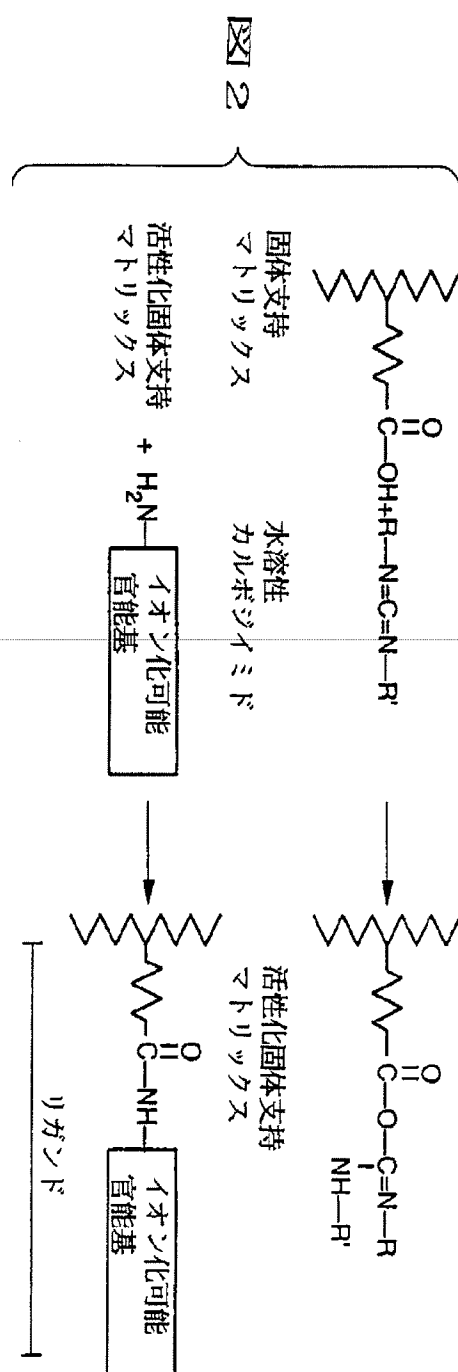 図2
O
C-OH+R-N=C=N-R'
O
C-O-C=N-R
NH-R'
固体支持
マトリックス
水溶性
カルボジイミド
活性化固体支持
マトリックス
活性化固体支持
マトリックス
+ H₂N-
イオン化可能
官能基
O
C-NH-
イオン化可能
官能基
リガンド